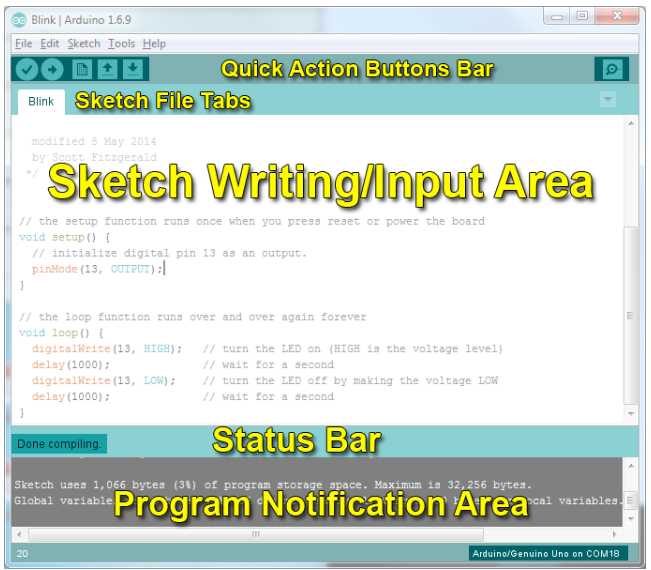 Blink | Arduino 1.6.9
File Edit Sketch Tools Help
Quick Action Buttons Bar
Blink
Sketch File Tabs
modified 8 May 2014
by Scott Fitzgerald
*/
Sketch Writing/Input Area
// the setup function runs once when you press reset or power the board
void setup() {
// initialize digital pin 13 as an output.
pinMode(13, OUTPUT);
}
// the loop function runs over and over again forever
void loop() {
digitalWrite(13, HIGH);   // turn the LED on (HIGH is the voltage level)
delay(1000);              // wait for a second
digitalWrite(13, LOW);    // turn the LED off by making the voltage LOW
delay(1000);              // wait for a second
}
Done compiling.
Status Bar
Sketch uses 1,066 bytes (3%) of program storage space. Maximum is 32,256 bytes.
Global variables.
Program Notification Area
20
Arduino/Genuino Uno on COM18